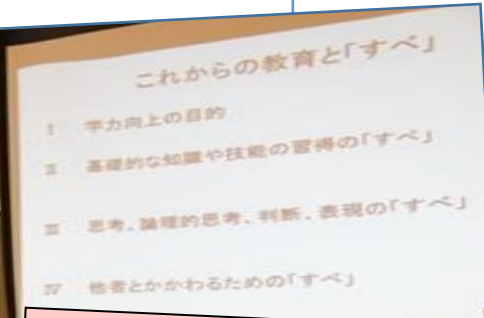 これからの教育と「すべ」
Ⅰ 学力向上の目的
Ⅱ 基礎的な知識や技能の習得の「すべ」
Ⅲ 思考、論理的思考、判断、表現の「すべ」
Ⅳ 他者とかかわるための「すべ」